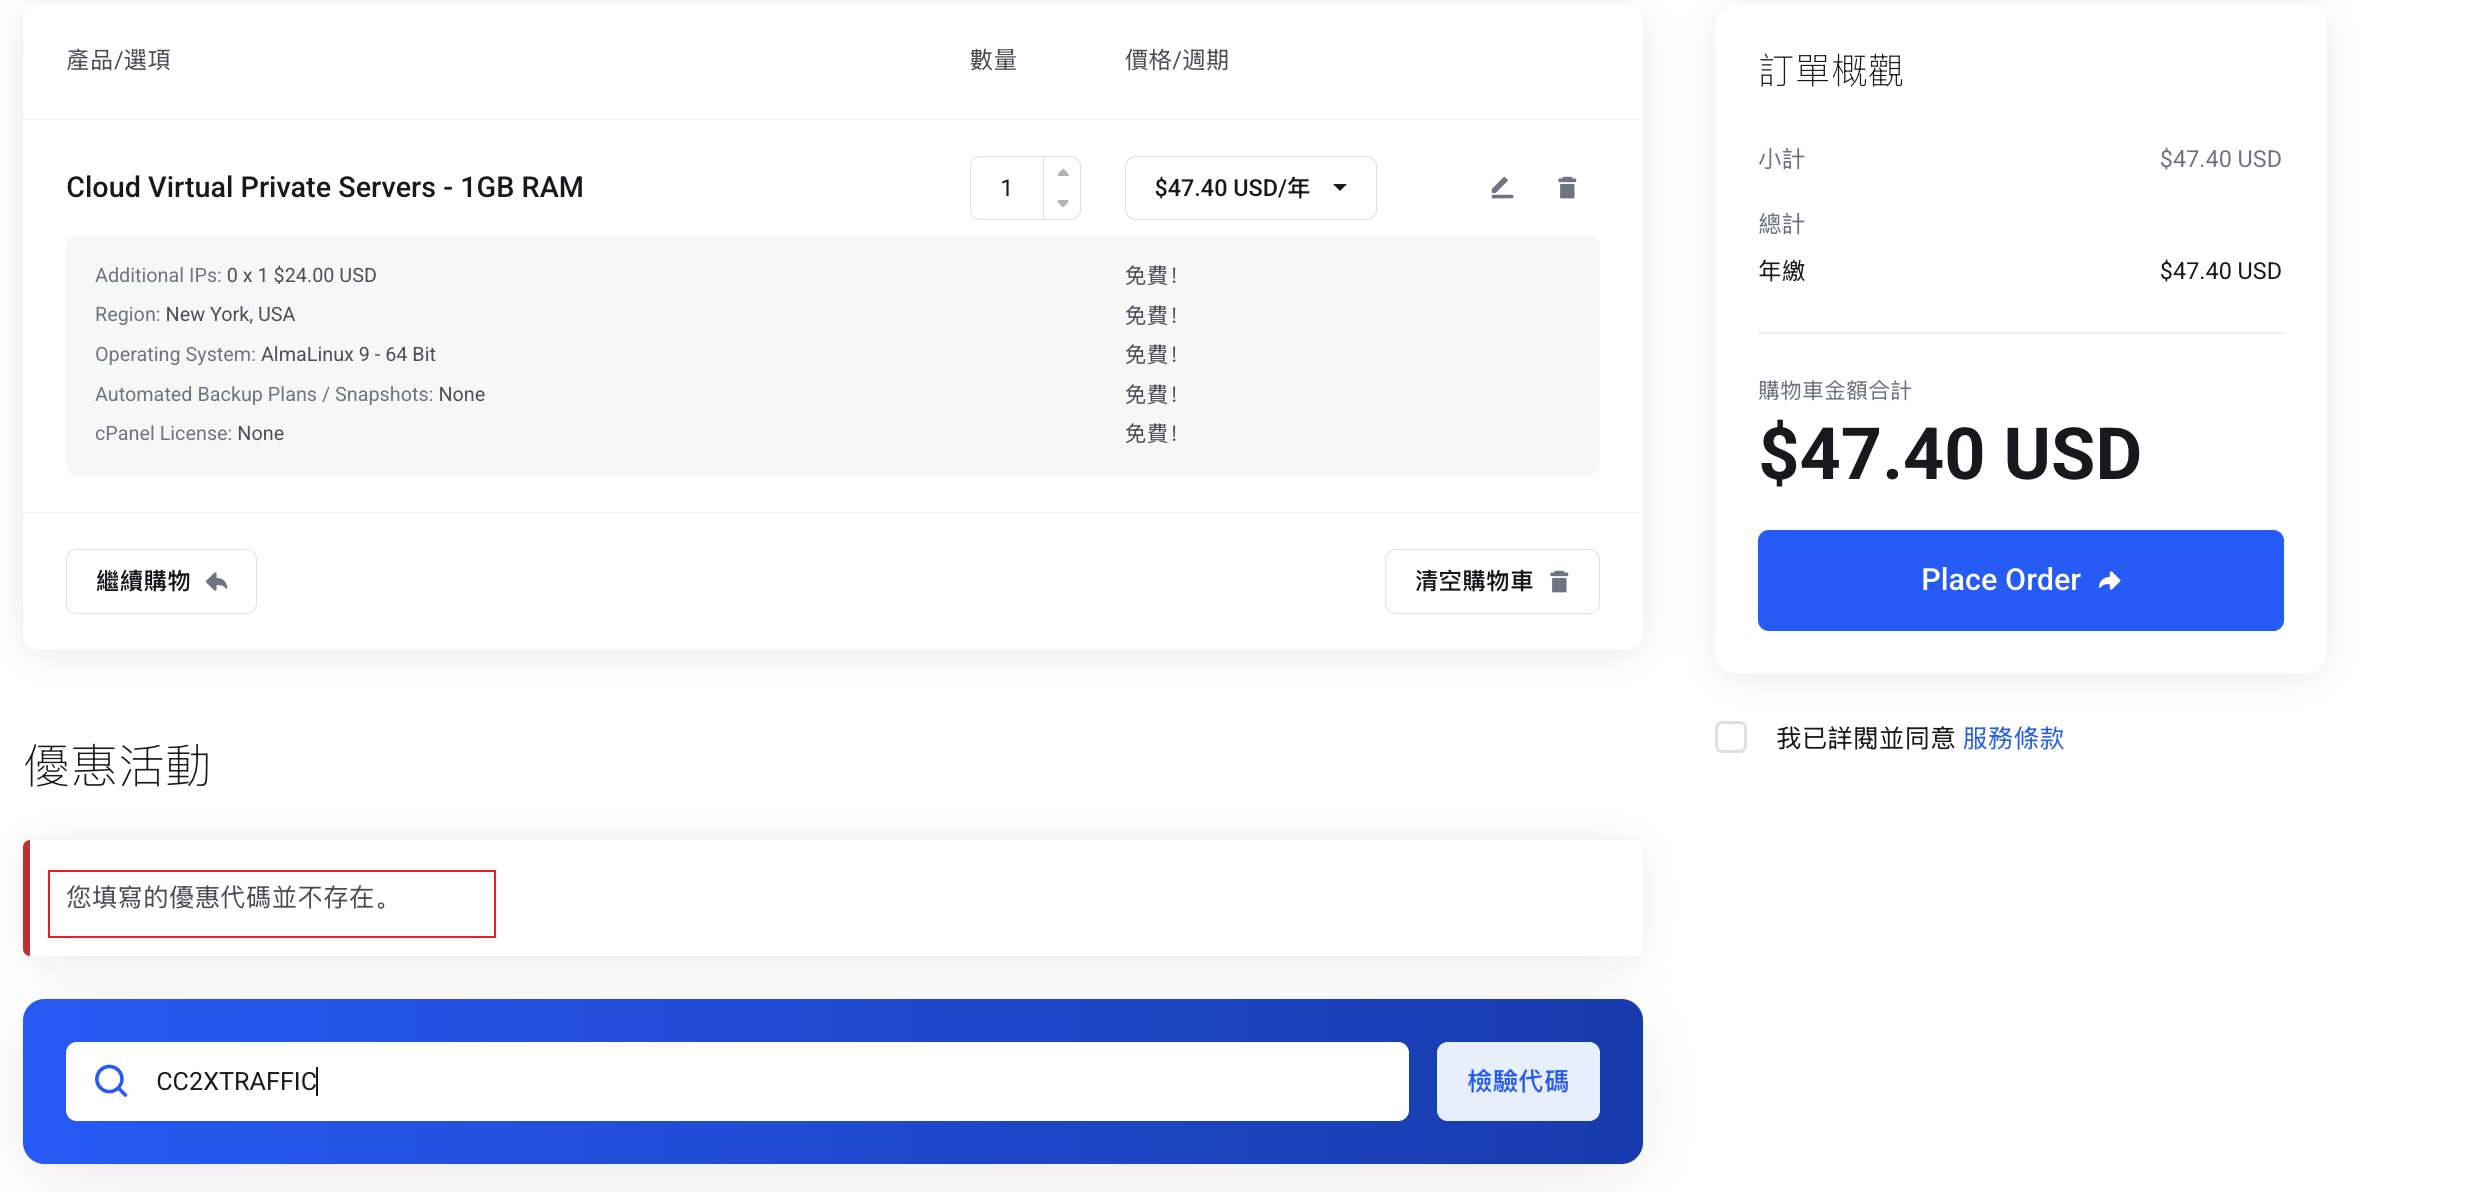 產品/選項
數量
價格/週期
Cloud Virtual Private Servers - 1GB RAM
1
$47.40 USD/年
Additional IPs: 0 x 1 $24.00 USD
免費！
Region: New York, USA
免費！
Operating System: AlmaLinux 9 - 64 Bit
免費！
Automated Backup Plans / Snapshots: None
免費！
cPanel License: None
免費！
繼續購物
清空購物車
訂單概觀
小計
$47.40 USD
總計
年繳
$47.40 USD
購物車金額合計
$47.40 USD
Place Order
我已詳閱並同意 服務條款
優惠活動
您填寫的優惠代碼並不存在。
CC2XTRAFFIC
檢驗代碼